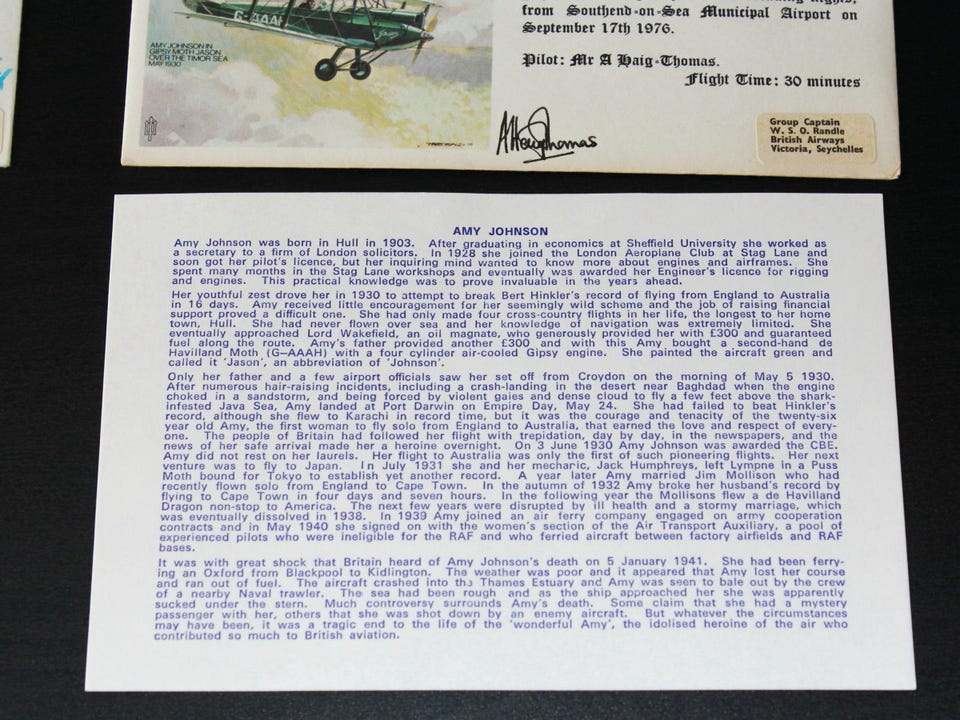 from Southend-on-Sea Municipal Airport on
September 17th 1976.
Pilot: Mr A Haig-Thomas.
Flight Time: 30 minutes
G-AAAH
Jason
AMY JOHNSON IN
GIPSY MOTH JASON
OVER THE TIMOR SEA
MAY 1930
Group Captain
W. S. O. Randle
British Airways
Victoria, Seychelles
AMY JOHNSON
Amy Johnson was born in Hull in 1903. After graduating in economics at Sheffield University she worked as
a secretary to a firm of London solicitors. In 1928 she joined the London Aeroplane Club at Stag Lane and
soon got her pilot's licence, but her inquiring mind wanted to know more about engines and airframes. She
spent many months in the Stag Lane workshops and eventually was awarded her Engineer's licence for rigging
and engines. This practical knowledge was to prove invaluable in the years ahead.
Her youthful zest drove her in 1930 to attempt to break Bert Hinkler's record of flying from England to Australia
in 16 days. Amy received little encouragement for her seemingly wild scheme and the job of raising financial
support proved a difficult one. She had only made four cross-country flights in her life, the longest to her home
town, Hull. She had never flown over sea and her knowledge of navigation was extremely limited. She
eventually approached Lord Wakefield, an oil magnate, who generously provided her with £300 and guaranteed
fuel along the route. Amy's father provided another £300 and with this Amy bought a second-hand de
Havilland Moth (G—AAAH) with a four cylinder air-cooled Gipsy engine. She painted the aircraft green and
called it 'Jason', an abbreviation of 'Johnson'.
Only her father and a few airport officials saw her set off from Croydon on the morning of May 5 1930.
After numerous hair-raising incidents, including a crash-landing in the desert near Baghdad when the engine
choked in a sandstorm, and being forced by violent gales and dense cloud to fly a few feet above the shark-
infested Java Sea, Amy landed at Port Darwin on Empire Day, May 24. She had failed to beat Hinkler's
record, although she flew to Karachi in record time, but it was the courage and tenacity of the twenty-six
year old Amy, the first woman to fly solo from England to Australia, that earned the love and respect of every-
one. The people of Britain had followed her flight with trepidation, day by day, in the newspapers, and the
news of her safe arrival made her a heroine overnight. On 3 June 1930 Amy Johnson was awarded the CBE.
Amy did not rest on her laurels. Her flight to Australia was only the first of such pioneering flights. Her next
venture was to fly to Japan. In July 1931 she and her mechanic, Jack Humphreys, left Lympne in a Puss
Moth bound for Tokyo to establish yet another record. A year later Amy married Jim Mollison who had
recently flown solo from England to Cape Town. In the autumn of 1932 Amy broke her husband's record by
flying to Cape Town in four days and seven hours. In the following year the Mollisons flew a de Havilland
Dragon non-stop to America. The next few years were disrupted by ill health and a stormy marriage, which
was eventually dissolved in 1938. In 1939 Amy joined an air ferry company engaged on army cooperation
contracts and in May 1940 she signed on with the women's section of the Air Transport Auxiliary, a pool of
experienced pilots who were ineligible for the RAF and who ferried aircraft between factory airfields and RAF
bases.
It was with great shock that Britain heard of Amy Johnson's death on 5 January 1941. She had been ferry-
ing an Oxford from Blackpool to Kidlington. The weather was poor and it appeared that Amy lost her course
and ran out of fuel. The aircraft crashed into the Thames Estuary and Amy was seen to bale out by the crew
of a nearby Naval trawler. The sea had been rough and as the ship approached her she was apparently
sucked under the stern. Much controversy surrounds Amy's death. Some claim that she had a mystery
passenger with her, others that she was shot down by an enemy aircraft. But whatever the circumstances
may have been, it was a tragic end to the life of the 'wonderful Amy', the idolised heroine of the air who
contributed so much to British aviation.